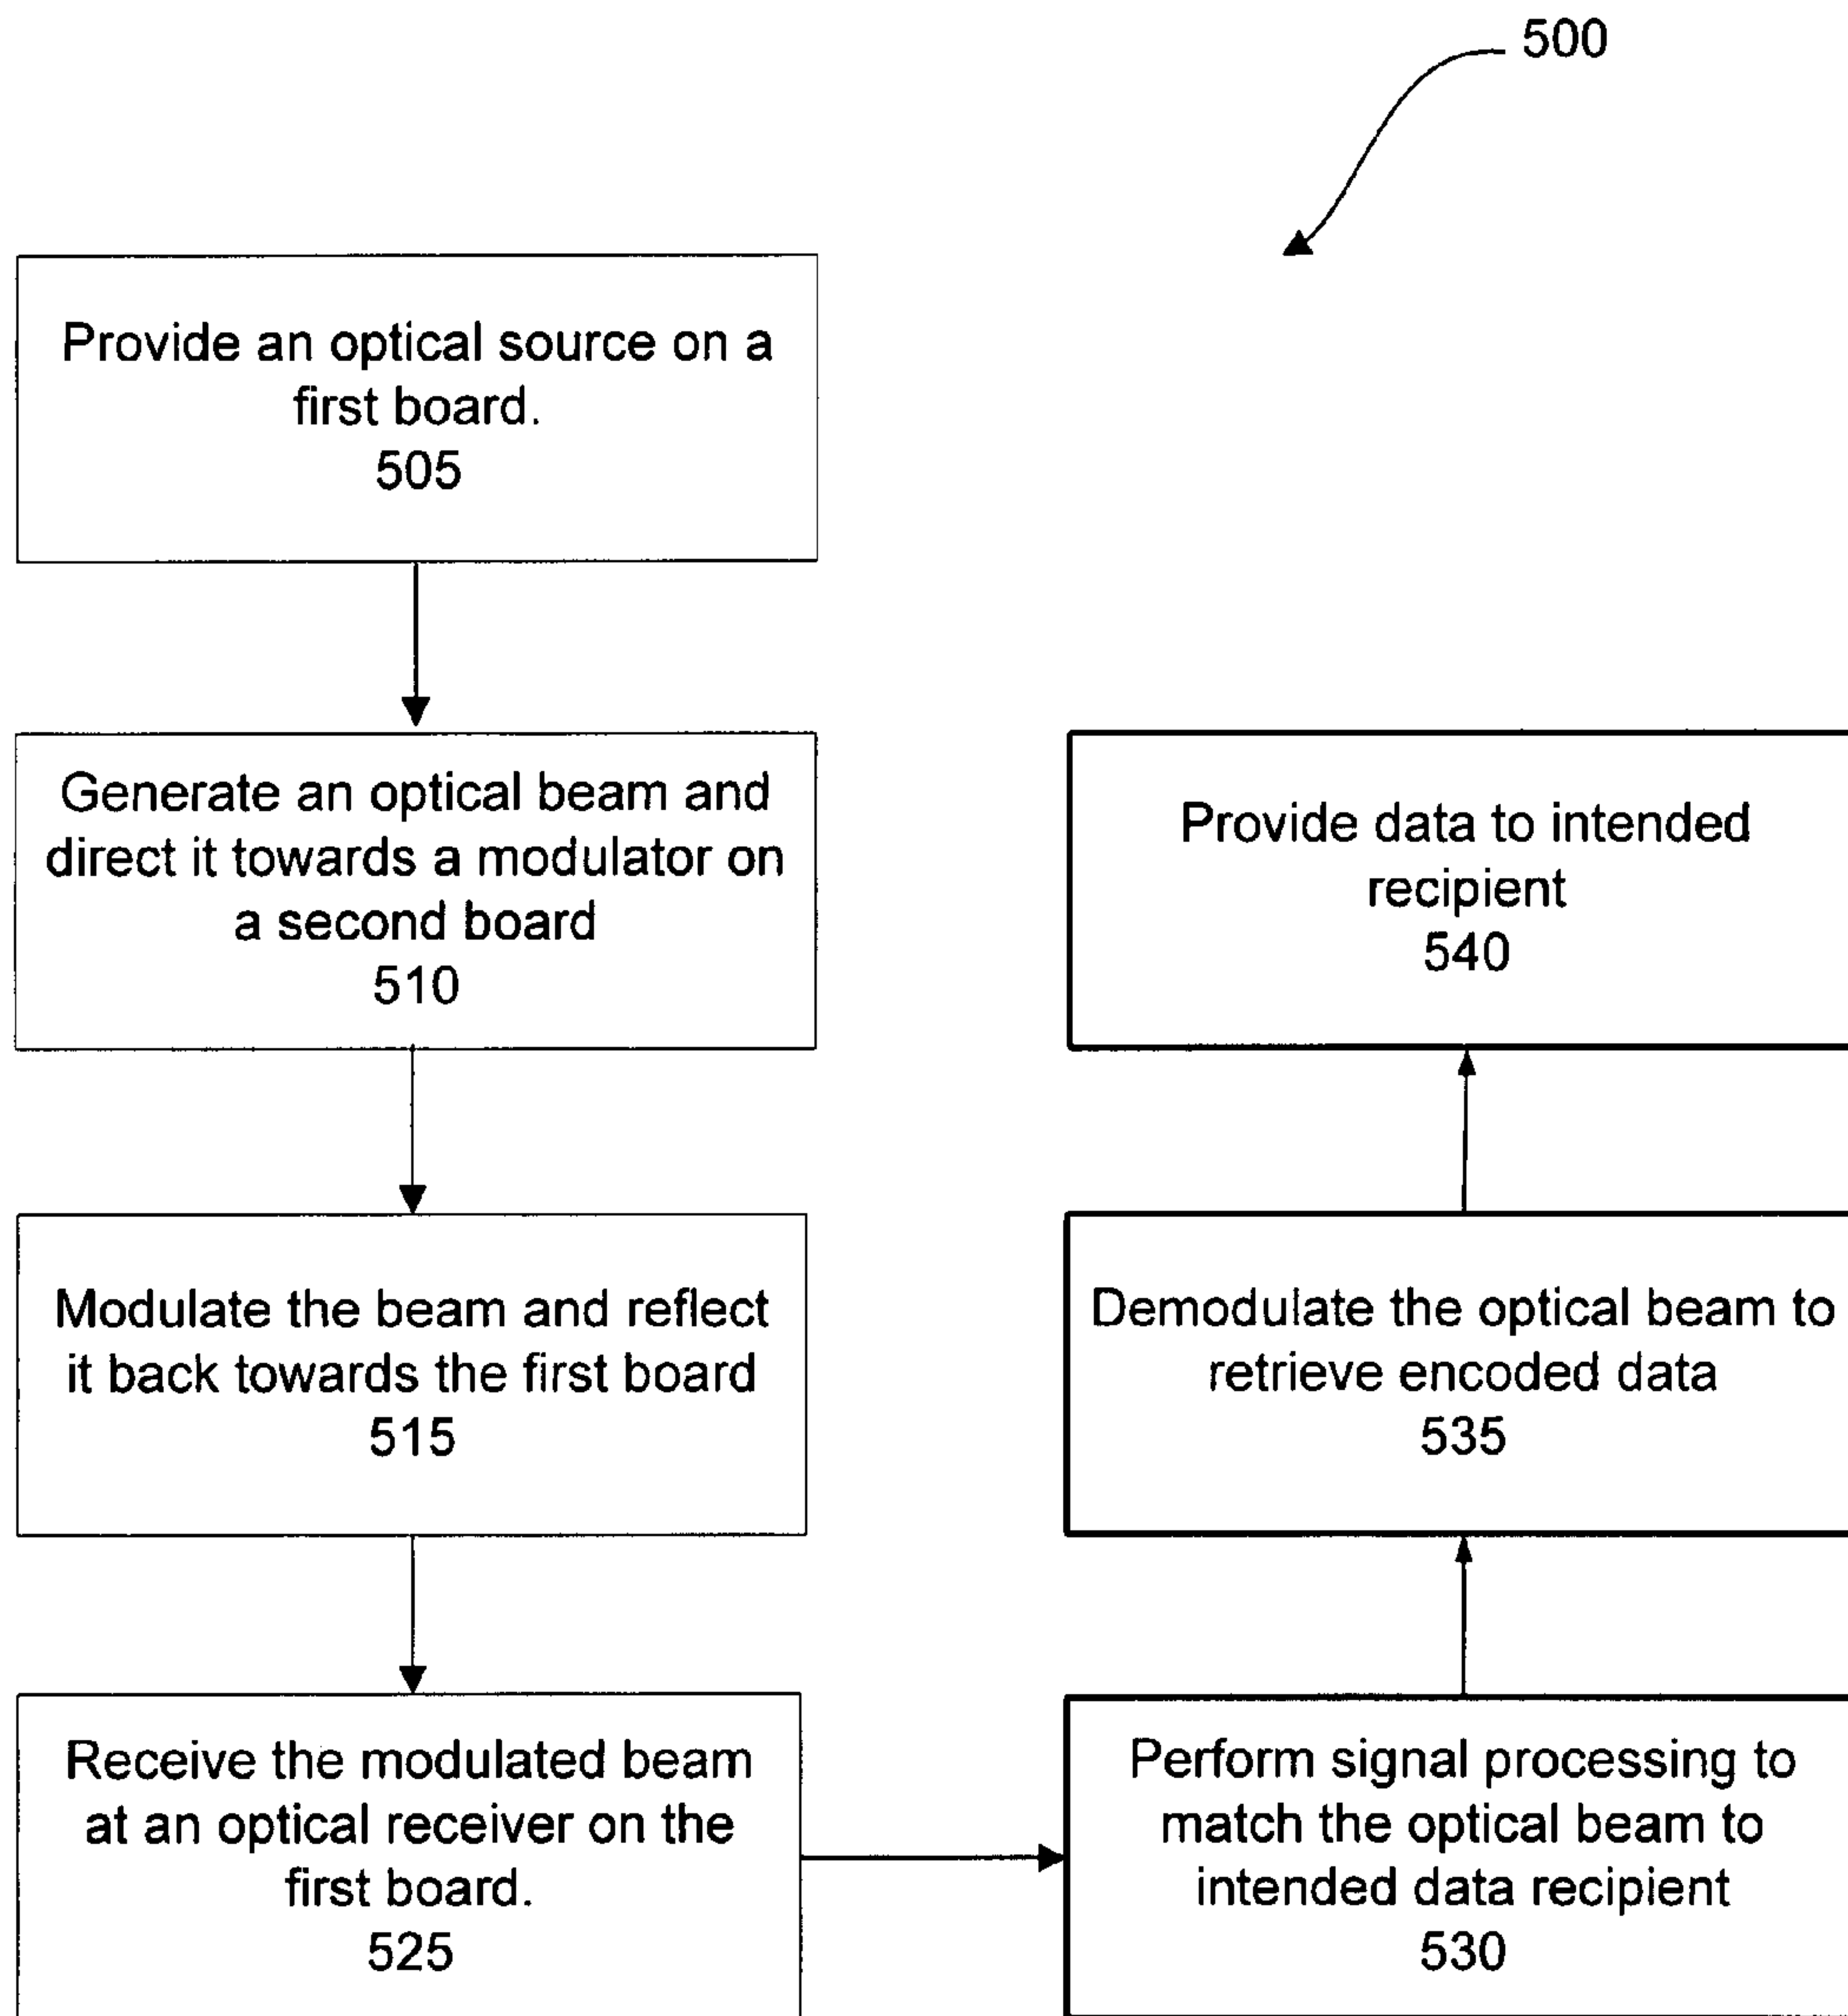 500
Provide an optical source on a
first board.
505
Generate an optical beam and
direct it towards a modulator on
a second board
510
Modulate the beam and reflect
it back towards the first board
515
Receive the modulated beam
at an optical receiver on the
first board.
525
Perform signal processing to
match the optical beam to
intended data recipient
530
Demodulate the optical beam to
retrieve encoded data
535
Provide data to intended
recipient
540